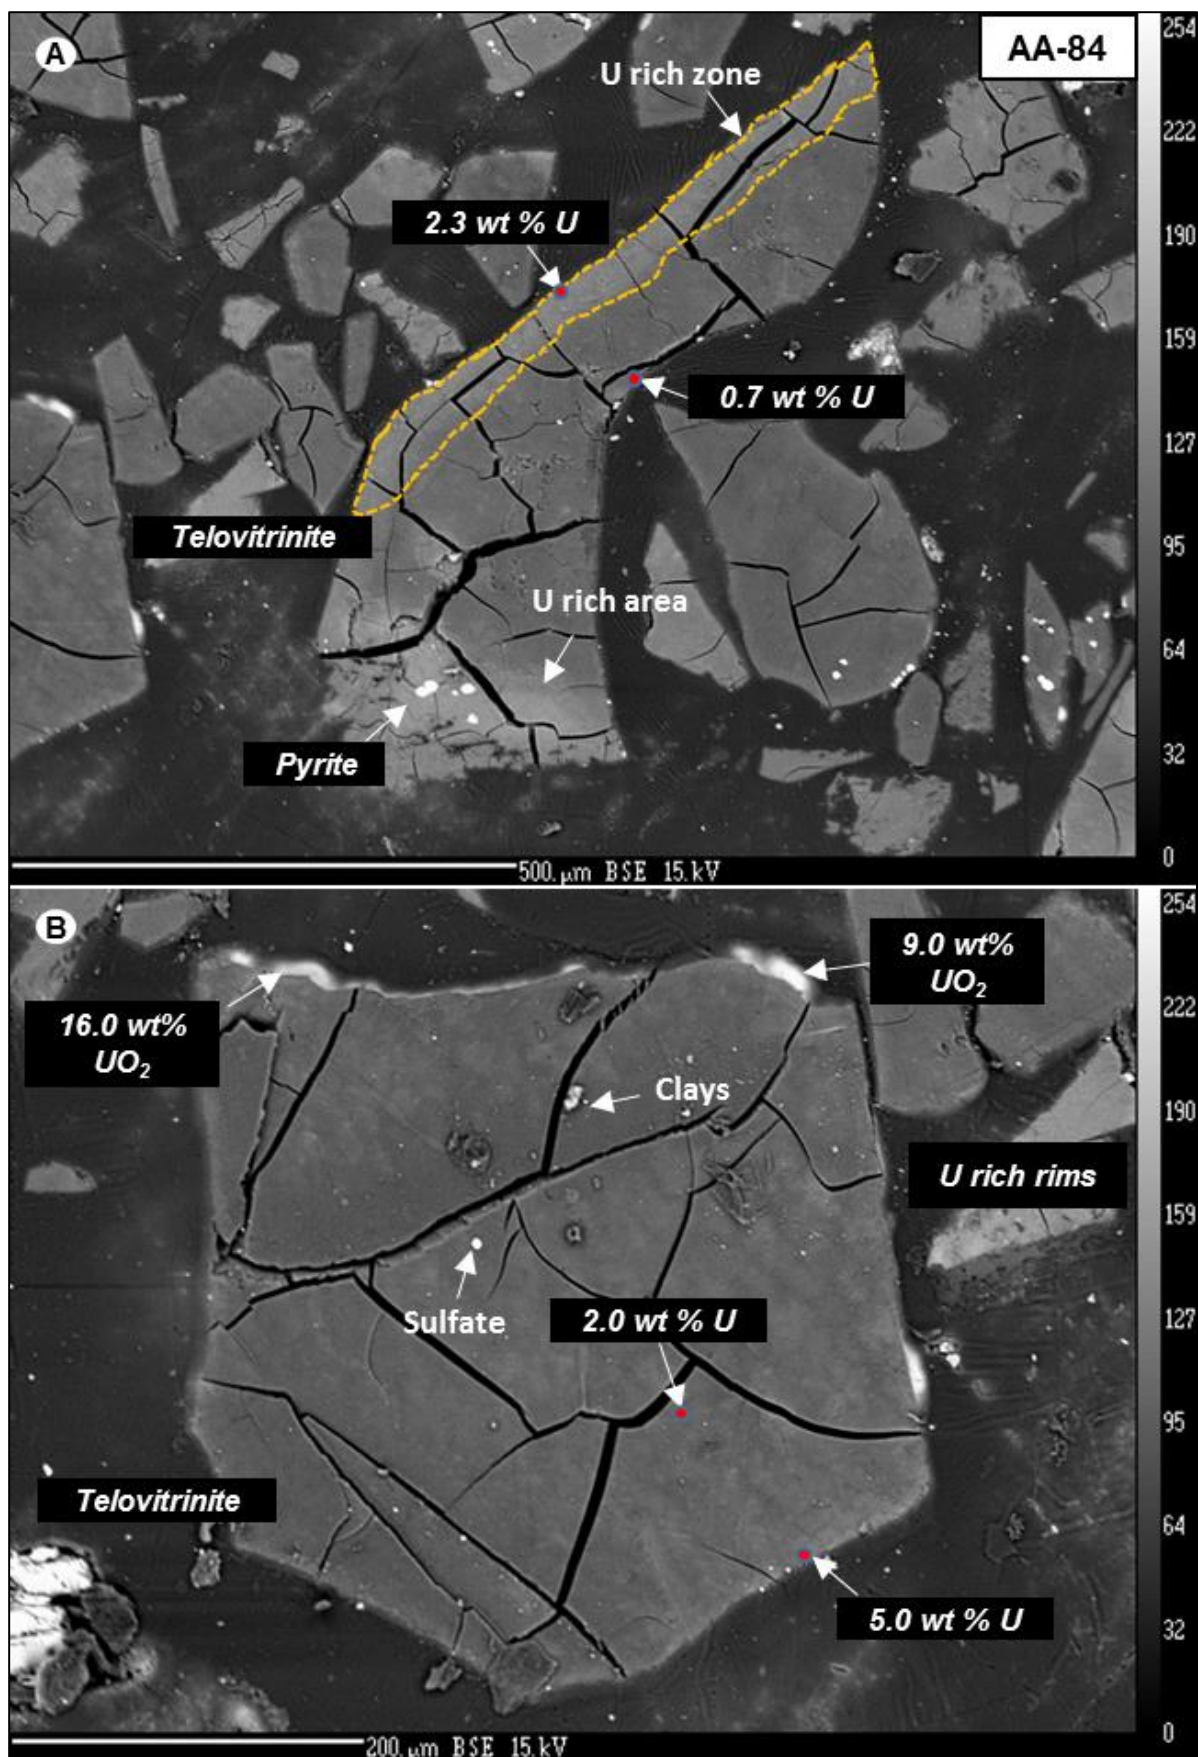 A
AA-84
U rich zone
2.3 wt % U
0.7 wt % U
Telovitrinite
U rich area
Pyrite
254
222
190
159
127
95
64
32
0
500.µm BSE 15.kV
B
9.0 wt%
UO₂
16.0 wt%
UO₂
Clays
U rich rims
Sulfate
2.0 wt % U
Telovitrinite
5.0 wt % U
254
222
190
159
127
95
64
32
0
200.µm BSE 15.kV